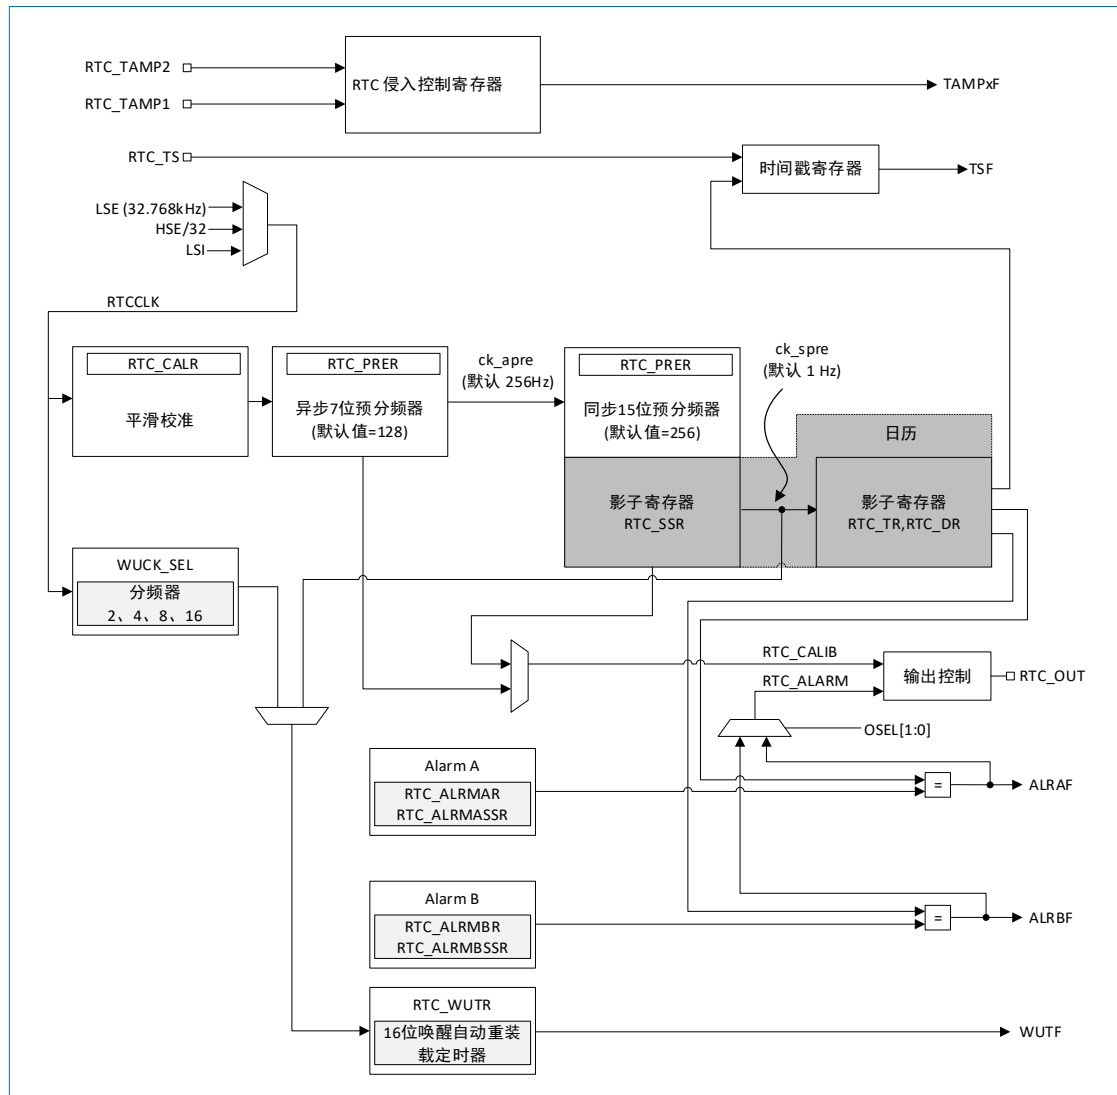 RTC_TAMP2
RTC_TAMP1
RTC 侵入控制寄存器
TAMPxF
RTC_TS
时间戳寄存器
TSF
LSE (32.768kHz)
HSE/32
LSI
RTCCLK
RTC_CALR
平滑校准
RTC_PRER
异步7位预分频器
(默认值=128)
ck_apre
(默认 256Hz)
RTC_PRER
同步15位预分频器
(默认值=256)
ck_spre
(默认 1 Hz)
日历
影子寄存器
RTC_SSR
影子寄存器
RTC_TR,RTC_DR
WUCK_SEL
分频器
2、4、8、16
RTC_CALIB
RTC_ALARM
输出控制
RTC_OUT
OSEL[1:0]
Alarm A
RTC_ALRMAR
RTC_ALRMASSR
=
ALRAF
Alarm B
RTC_ALRMBR
RTC_ALRMBSSR
=
ALRBF
RTC_WUTR
16位唤醒自动重装
载定时器
WUTF